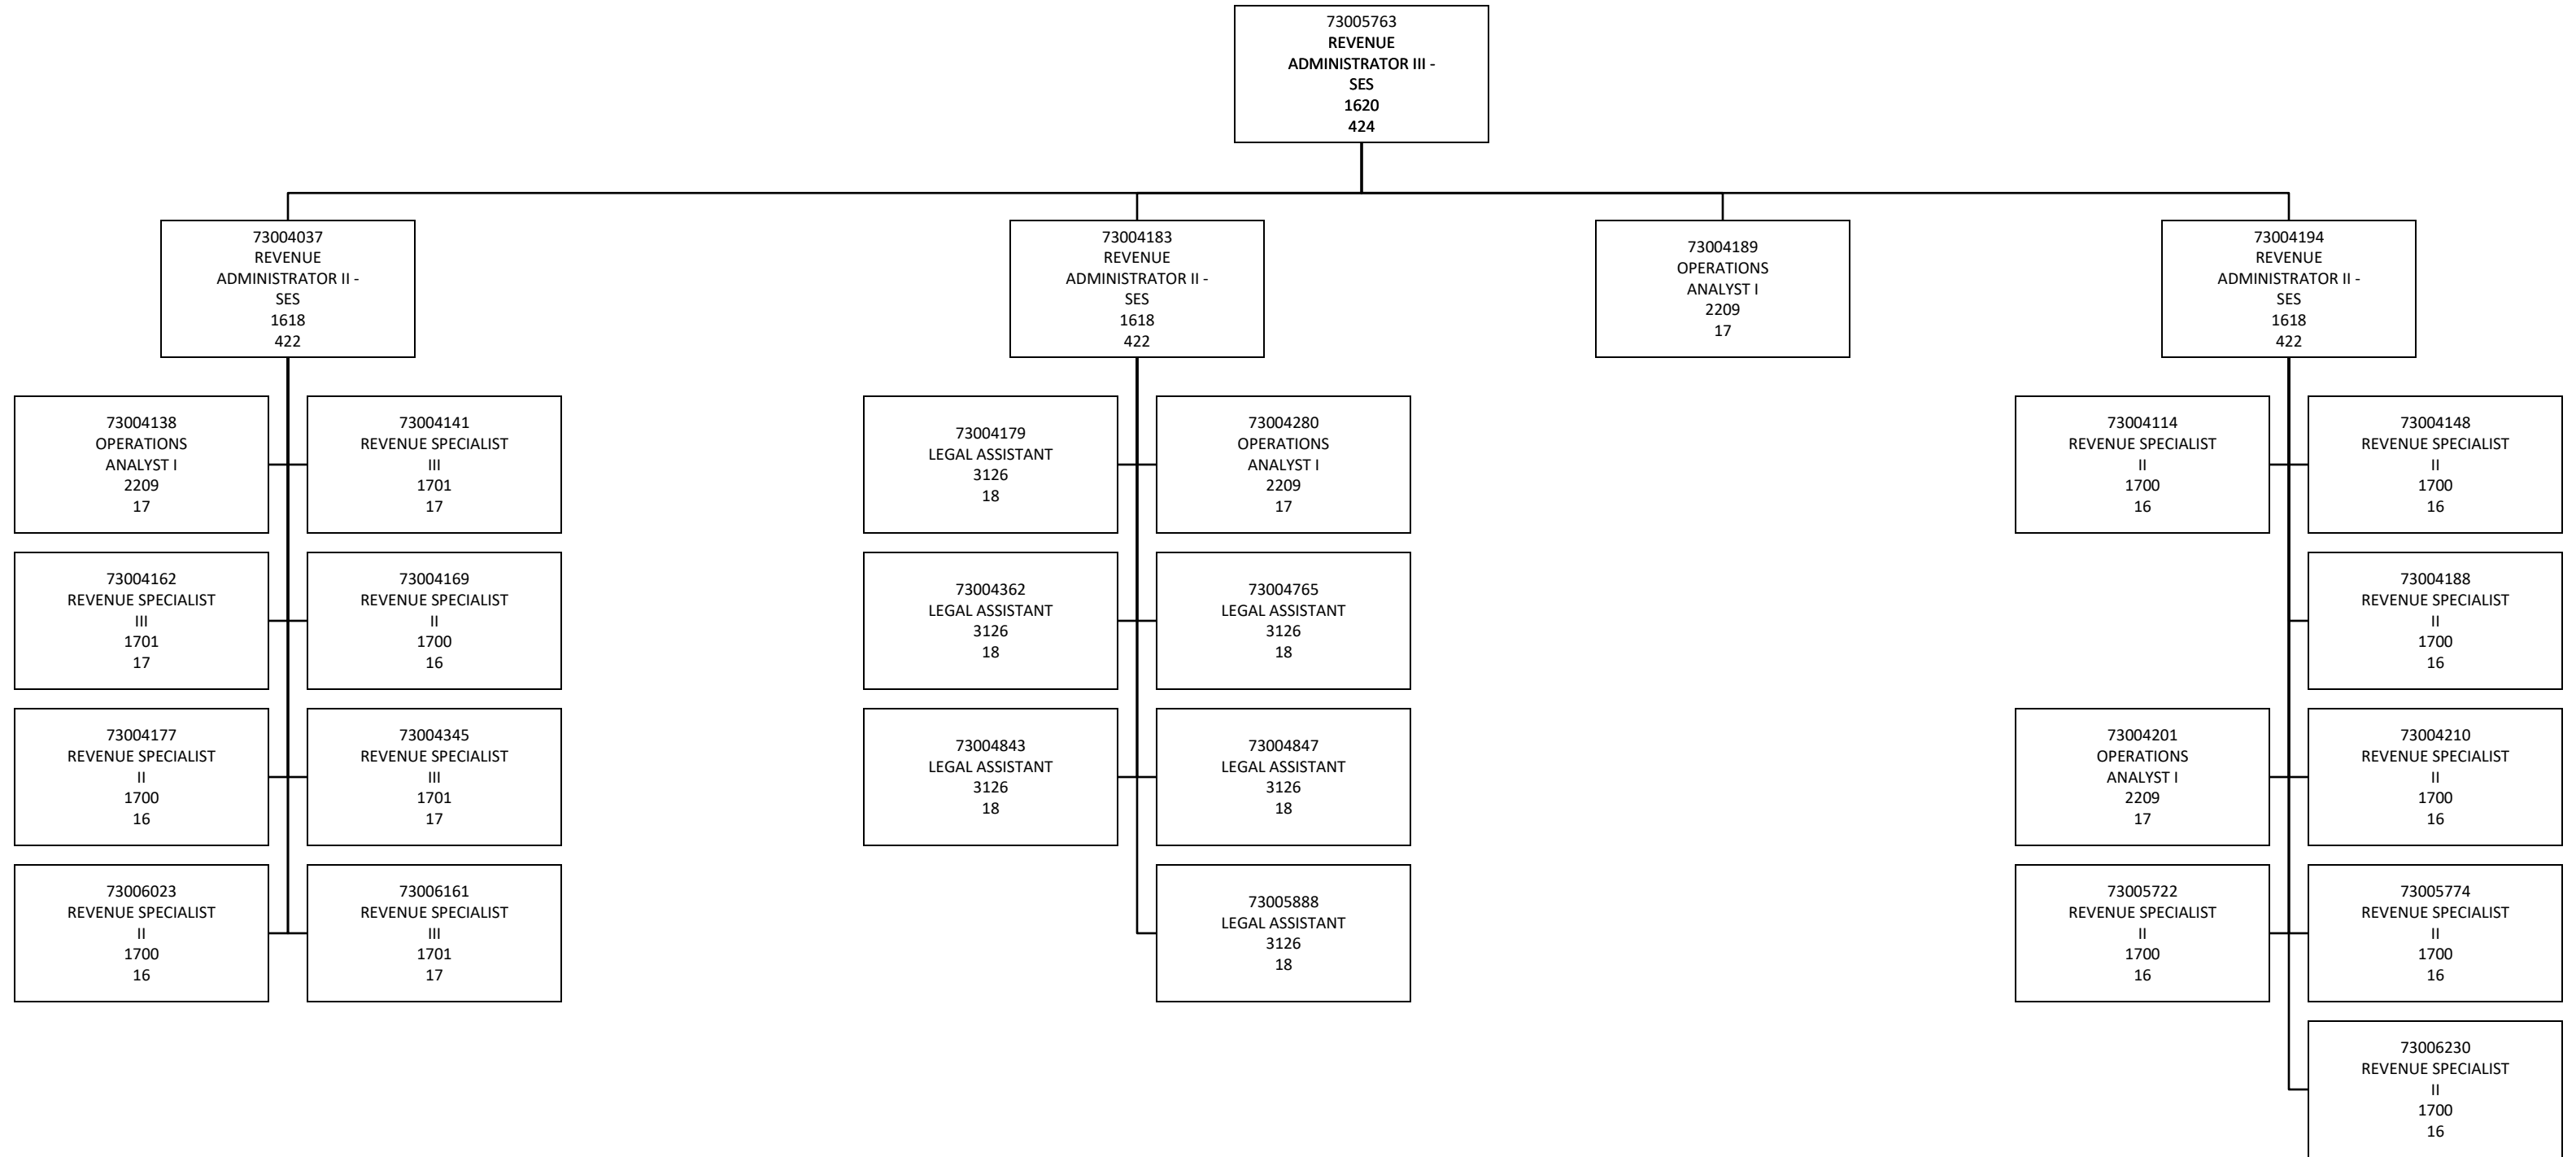 73005763
REVENUE
ADMINISTRATOR III -
SES
1620
424
73004037
REVENUE
ADMINISTRATOR II -
SES
1618
422
73004183
REVENUE
ADMINISTRATOR II -
SES
1618
422
73004189
OPERATIONS
ANALYST I
2209
17
73004194
REVENUE
ADMINISTRATOR II -
SES
1618
422
73004138
OPERATIONS
ANALYST I
2209
17
73004141
REVENUE SPECIALIST
III
1701
17
73004162
REVENUE SPECIALIST
III
1701
17
73004169
REVENUE SPECIALIST
II
1700
16
73004177
REVENUE SPECIALIST
II
1700
16
73004345
REVENUE SPECIALIST
III
1701
17
73006023
REVENUE SPECIALIST
II
1700
16
73006161
REVENUE SPECIALIST
III
1701
17
73004179
LEGAL ASSISTANT
3126
18
73004280
OPERATIONS
ANALYST I
2209
17
73004362
LEGAL ASSISTANT
3126
18
73004765
LEGAL ASSISTANT
3126
18
73004843
LEGAL ASSISTANT
3126
18
73004847
LEGAL ASSISTANT
3126
18
73005888
LEGAL ASSISTANT
3126
18
73004114
REVENUE SPECIALIST
II
1700
16
73004148
REVENUE SPECIALIST
II
1700
16
73004188
REVENUE SPECIALIST
II
1700
16
73004201
OPERATIONS
ANALYST I
2209
17
73004210
REVENUE SPECIALIST
II
1700
16
73005722
REVENUE SPECIALIST
II
1700
16
73005774
REVENUE SPECIALIST
II
1700
16
73006230
REVENUE SPECIALIST
II
1700
16